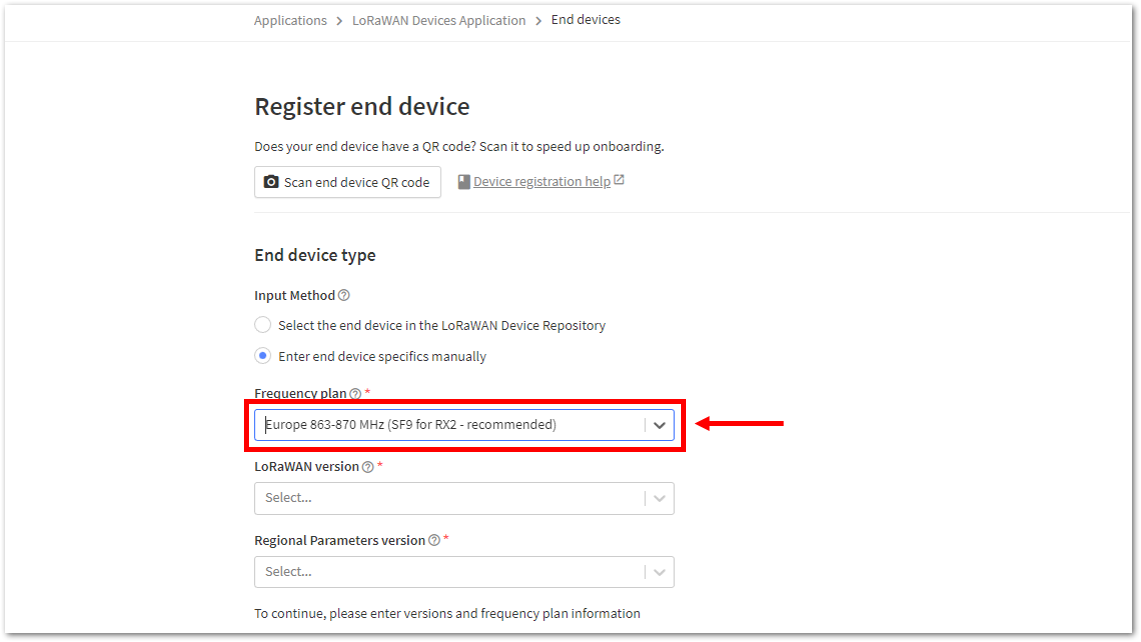 Applications > LoRaWAN Devices Application > End devices
Register end device
Does your end device have a QR code? Scan it to speed up onboarding.
Scan end device QR code Device registration help
End device type
Input Method
Select the end device in the LoRaWAN Device Repository
Enter end device specifics manually
Frequency plan *
Europe 863-870 MHz (SF9 for RX2 - recommended)
LoRaWAN version *
Select...
Regional Parameters version *
Select...
To continue, please enter versions and frequency plan information